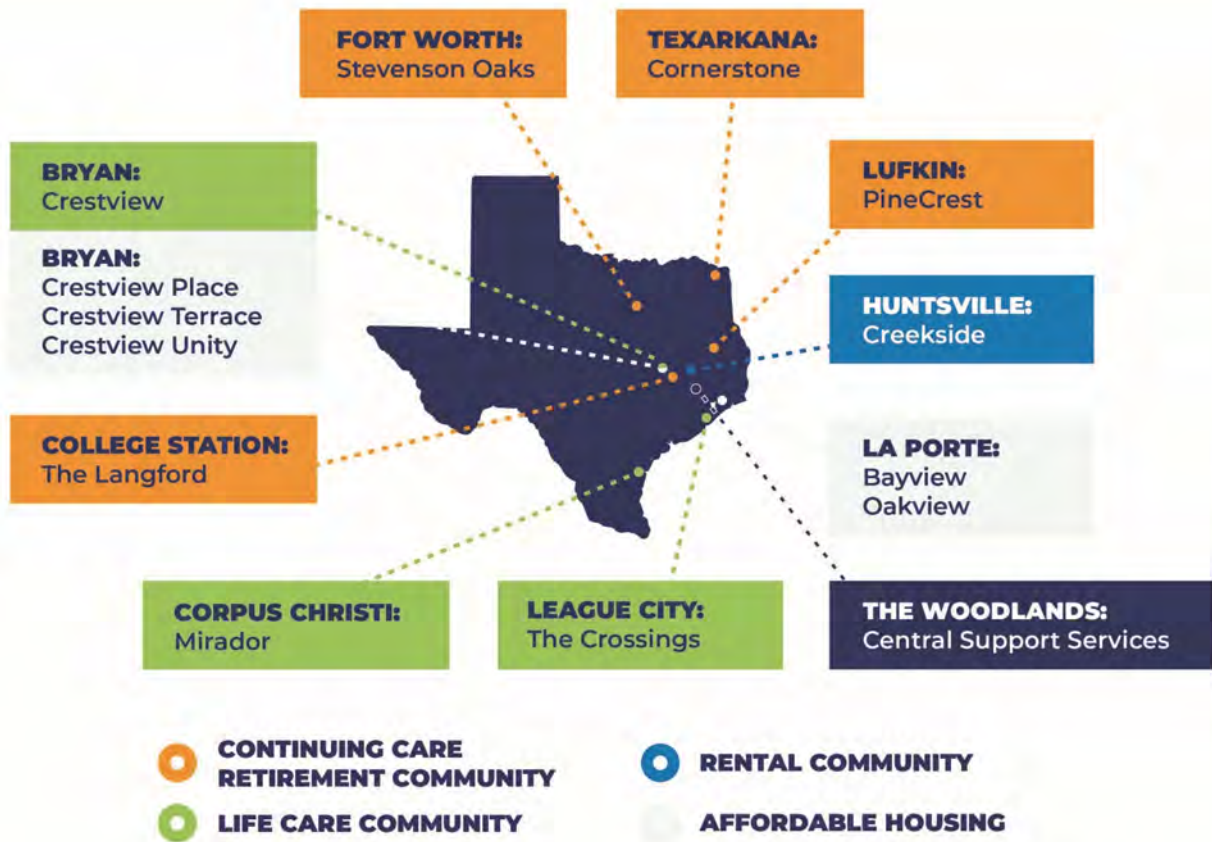 FORT WORTH:
Stevenson Oaks
TEXARKANA:
Cornerstone
BRYAN:
Crestview
LUFKIN:
PineCrest
BRYAN:
Crestview Place
Crestview Terrace
Crestview Unity
HUNTSVILLE:
Creekside
COLLEGE STATION:
The Langford
LA PORTE:
Bayview
Oakview
CORPUS CHRISTI:
Mirador
LEAGUE CITY:
The Crossings
THE WOODLANDS:
Central Support Services
CONTINUING CARE
RETIREMENT COMMUNITY
RENTAL COMMUNITY
LIFE CARE COMMUNITY
AFFORDABLE HOUSING